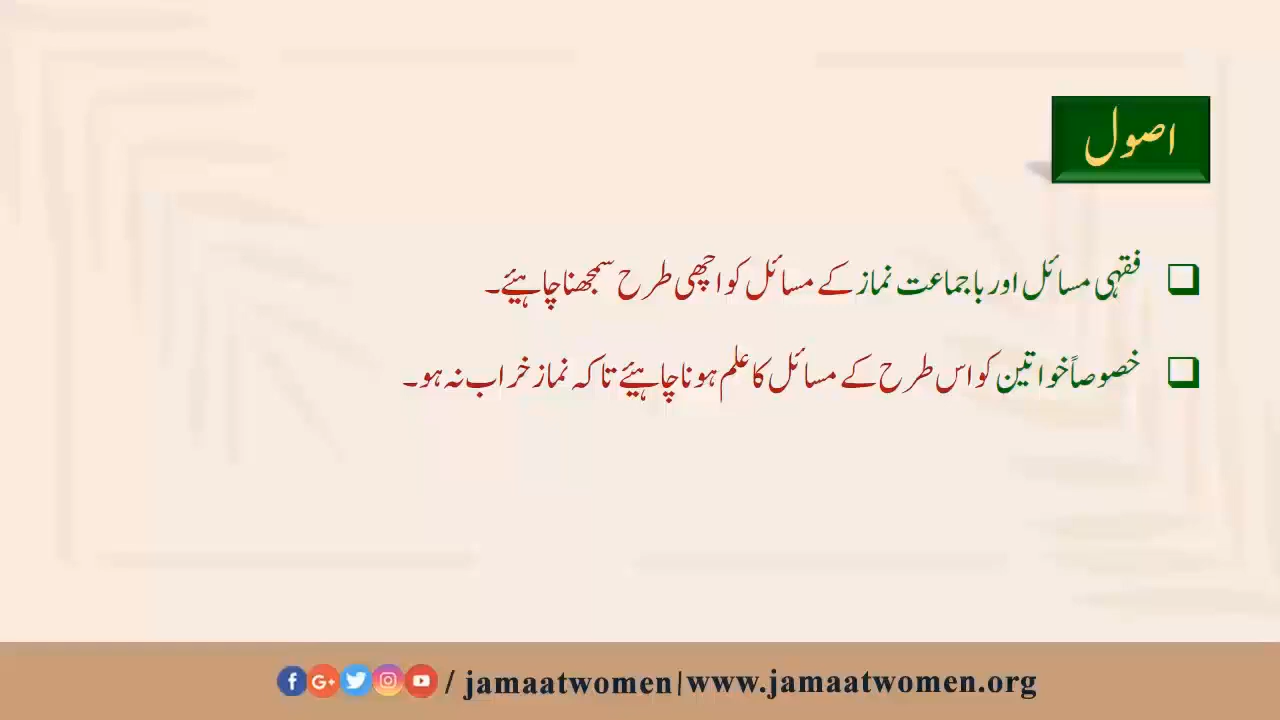 اصول
فقہی مسائل اور باجماعت نماز کے مسائل کو اچھی طرح سمجھنا چاہیئے۔
خصوصاً خواتین کو اس طرح کے مسائل کا علم ہونا چاہیئے تاکہ نماز خراب نہ ہو۔
/ jamaatwomen|www.jamaatwomen.org